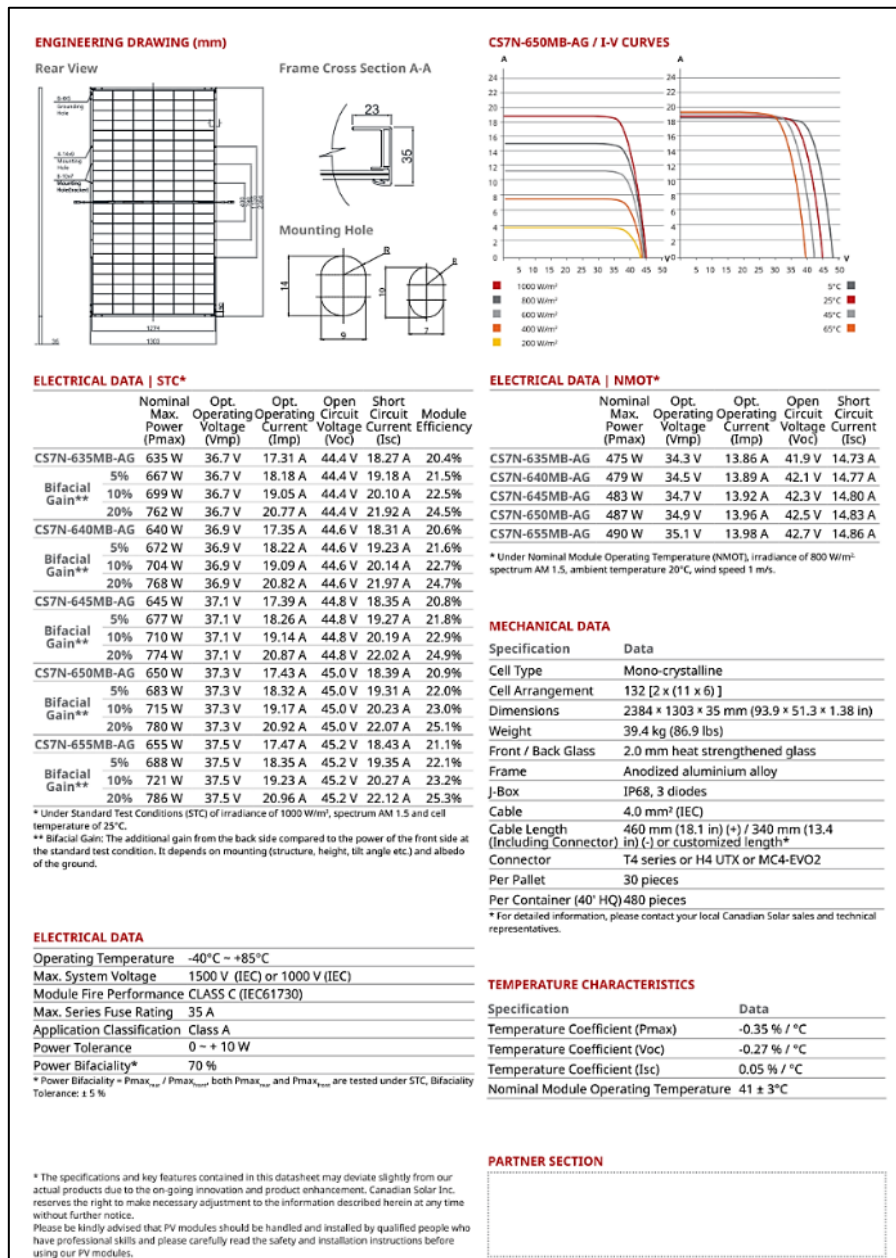 ENGINEERING DRAWING (mm)
Rear View
Frame Cross Section A-A
Grounding
Hole
Mounting
Hole
Mounting
35
1303
23
35
Mounting Hole
R
14
9
R
10
7
CS7N-650MB-AG / I-V CURVES
A
24
22
20
18
16
14
12
10
8
6
4
2
0
5 10 15 20 25 30 35 40 45 50
V
1000 W/m²
800 W/m²
600 W/m²
400 W/m²
200 W/m²
A
24
22
20
18
16
14
12
10
8
6
4
2
0
5 10 15 20 25 30 35 40 45 50
V
5°C
25°C
45°C
65°C
ELECTRICAL DATA | STC*
Nominal Max. Power (Pmax) Opt. Operating Voltage (Vmp) Opt. Operating Current (Imp) Open Circuit Voltage (Voc) Short Circuit Current (Isc) Module Efficiency
CS7N-635MB-AG 635 W 36.7 V 17.31 A 44.4 V 18.27 A 20.4%
Bifacial Gain**
5% 667 W 36.7 V 18.18 A 44.4 V 19.18 A 21.5%
10% 699 W 36.7 V 19.05 A 44.4 V 20.10 A 22.5%
20% 762 W 36.7 V 20.77 A 44.4 V 21.92 A 24.5%
CS7N-640MB-AG 640 W 36.9 V 17.35 A 44.6 V 18.31 A 20.6%
Bifacial Gain**
5% 672 W 36.9 V 18.22 A 44.6 V 19.23 A 21.6%
10% 704 W 36.9 V 19.09 A 44.6 V 20.14 A 22.7%
20% 768 W 36.9 V 20.82 A 44.6 V 21.97 A 24.7%
CS7N-645MB-AG 645 W 37.1 V 17.39 A 44.8 V 18.35 A 20.8%
Bifacial Gain**
5% 677 W 37.1 V 18.26 A 44.8 V 19.27 A 21.8%
10% 710 W 37.1 V 19.14 A 44.8 V 20.19 A 22.9%
20% 774 W 37.1 V 20.87 A 44.8 V 22.02 A 24.9%
CS7N-650MB-AG 650 W 37.3 V 17.43 A 45.0 V 18.39 A 20.9%
Bifacial Gain**
5% 683 W 37.3 V 18.32 A 45.0 V 19.31 A 22.0%
10% 715 W 37.3 V 19.17 A 45.0 V 20.23 A 23.0%
20% 780 W 37.3 V 20.92 A 45.0 V 22.07 A 25.1%
CS7N-655MB-AG 655 W 37.5 V 17.47 A 45.2 V 18.43 A 21.1%
Bifacial Gain**
5% 688 W 37.5 V 18.35 A 45.2 V 19.35 A 22.1%
10% 721 W 37.5 V 19.23 A 45.2 V 20.27 A 23.2%
20% 786 W 37.5 V 20.96 A 45.2 V 22.12 A 25.3%
* Under Standard Test Conditions (STC) of irradiance of 1000 W/m², spectrum AM 1.5 and cell
temperature of 25°C.
** Bifacial Gain: The additional gain from the back side compared to the power of the front side at
the standard test condition. It depends on mounting (structure, height, tilt angle etc.) and albedo
of the ground.
ELECTRICAL DATA
Operating Temperature -40°C ~ +85°C
Max. System Voltage 1500 V (IEC) or 1000 V (IEC)
Module Fire Performance CLASS C (IEC61730)
Max. Series Fuse Rating 35 A
Application Classification Class A
Power Tolerance 0 ~ + 10 W
Power Bifaciality* 70 %
* Power Bifaciality = Pmaxrear / Pmaxfront, both Pmaxrear and Pmaxfront are tested under STC, Bifaciality
Tolerance: ± 5 %
* The specifications and key features contained in this datasheet may deviate slightly from our
actual products due to the on-going innovation and product enhancement. Canadian Solar Inc.
reserves the right to make necessary adjustment to the information described herein at any time
without further notice.
Please be kindly advised that PV modules should be handled and installed by qualified people who
have professional skills and please carefully read the safety and installation instructions before
using our PV modules.
ELECTRICAL DATA | NMOT*
Nominal Max. Power (Pmax) Opt. Operating Voltage (Vmp) Opt. Operating Current (Imp) Open Circuit Voltage (Voc) Short Circuit Current (Isc)
CS7N-635MB-AG 475 W 34.3 V 13.86 A 41.9 V 14.73 A
CS7N-640MB-AG 479 W 34.5 V 13.89 A 42.1 V 14.77 A
CS7N-645MB-AG 483 W 34.7 V 13.92 A 42.3 V 14.80 A
CS7N-650MB-AG 487 W 34.9 V 13.96 A 42.5 V 14.83 A
CS7N-655MB-AG 490 W 35.1 V 13.98 A 42.7 V 14.86 A
* Under Nominal Module Operating Temperature (NMOT), irradiance of 800 W/m²,
spectrum AM 1.5, ambient temperature 20°C, wind speed 1 m/s.
MECHANICAL DATA
Specification Data
Cell Type Mono-crystalline
Cell Arrangement 132 [2 x (11 x 6) ]
Dimensions 2384 × 1303 × 35 mm (93.9 × 51.3 × 1.38 in)
Weight 39.4 kg (86.9 lbs)
Front / Back Glass 2.0 mm heat strengthened glass
Frame Anodized aluminium alloy
J-Box IP68, 3 diodes
Cable 4.0 mm² (IEC)
Cable Length 460 mm (18.1 in) (+) / 340 mm (13.4
(Including Connector) in) (-) or customized length*
Connector T4 series or H4 UTX or MC4-EVO2
Per Pallet 30 pieces
Per Container (40' HQ) 480 pieces
* For detailed information, please contact your local Canadian Solar sales and technical
representatives.
TEMPERATURE CHARACTERISTICS
Specification Data
Temperature Coefficient (Pmax) -0.35 % / °C
Temperature Coefficient (Voc) -0.27 % / °C
Temperature Coefficient (Isc) 0.05 % / °C
Nominal Module Operating Temperature 41 ± 3°C
PARTNER SECTION